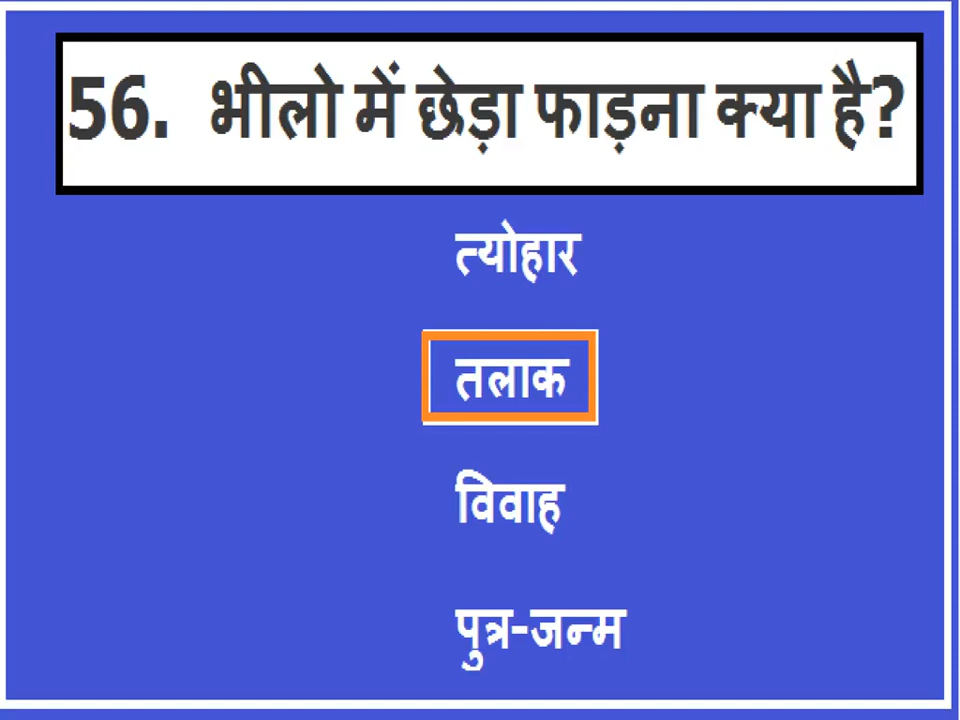 56. भीलो में छेड़ा फाड़ना क्या है?
त्योहार
तलाक
विवाह
पुत्र-जन्म